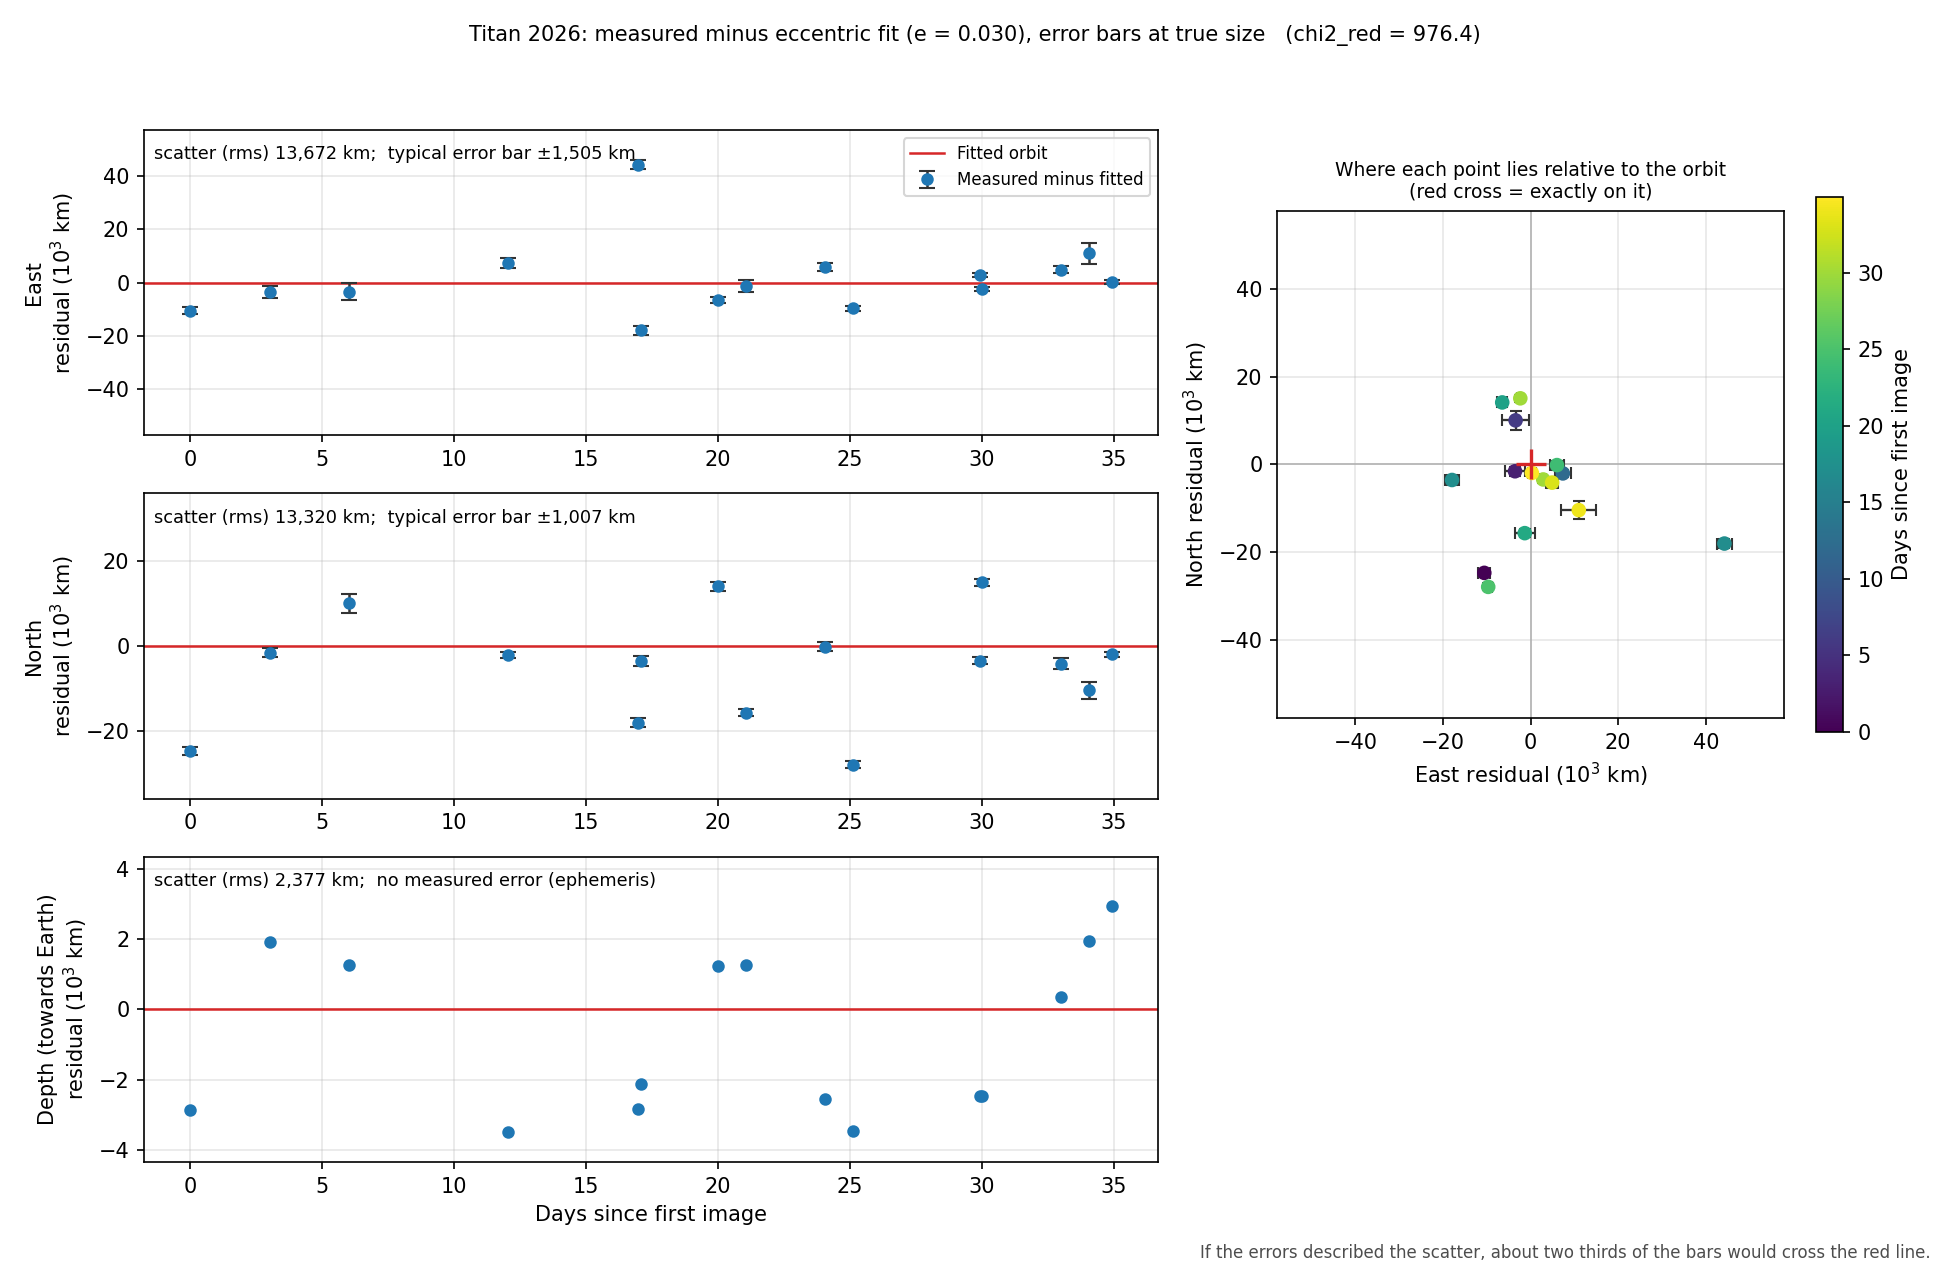 Titan 2026: measured minus eccentric fit (e = 0.030), error bars at true size   (chi2_red = 976.4)
scatter (rms) 13,672 km;  typical error bar ±1,505 km
Fitted orbit
Measured minus fitted
East
residual (10³ km)
40
20
0
−20
−40
0 5 10 15 20 25 30 35
scatter (rms) 13,320 km;  typical error bar ±1,007 km
North
residual (10³ km)
20
0
−20
0 5 10 15 20 25 30 35
scatter (rms) 2,377 km;  no measured error (ephemeris)
Depth (towards Earth)
residual (10³ km)
4
2
0
−2
−4
0 5 10 15 20 25 30 35
Days since first image
Where each point lies relative to the orbit
(red cross = exactly on it)
North residual (10³ km)
40
20
0
−20
−40
−40 −20 0 20 40
East residual (10³ km)
30
25
20
15
10
5
0
Days since first image
If the errors described the scatter, about two thirds of the bars would cross the red line.